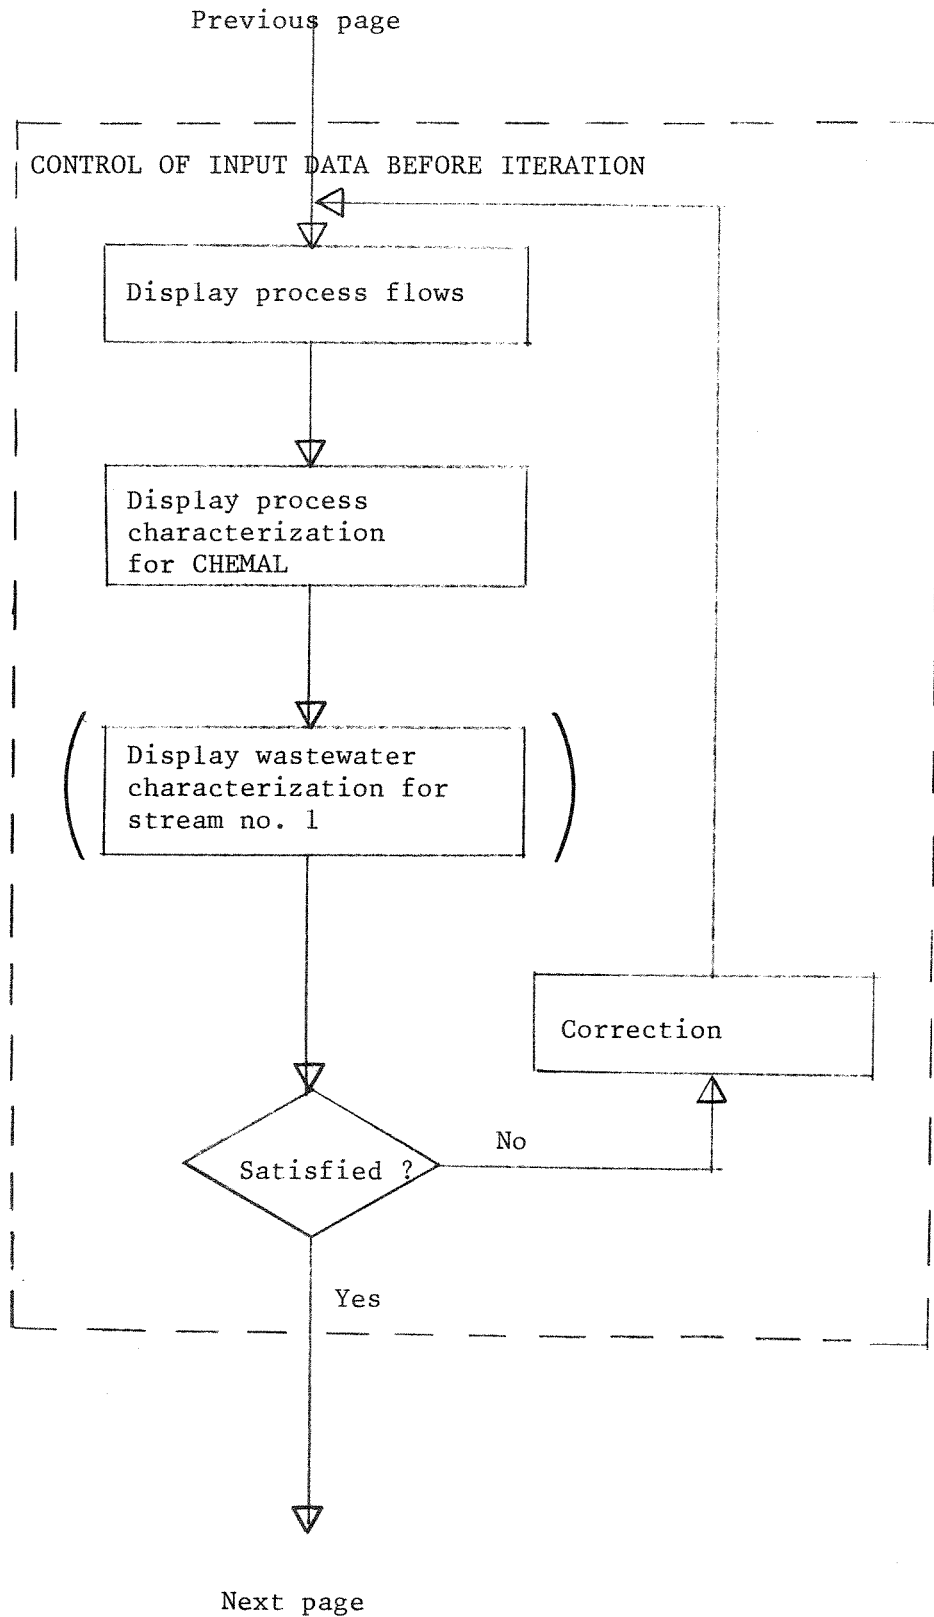 Previous page
CONTROL OF INPUT DATA BEFORE ITERATION
Display process flows
Display process
characterization
for CHEMAL
Display wastewater
characterization for
stream no. 1
Correction
No
Satisfied ?
Yes
Next page